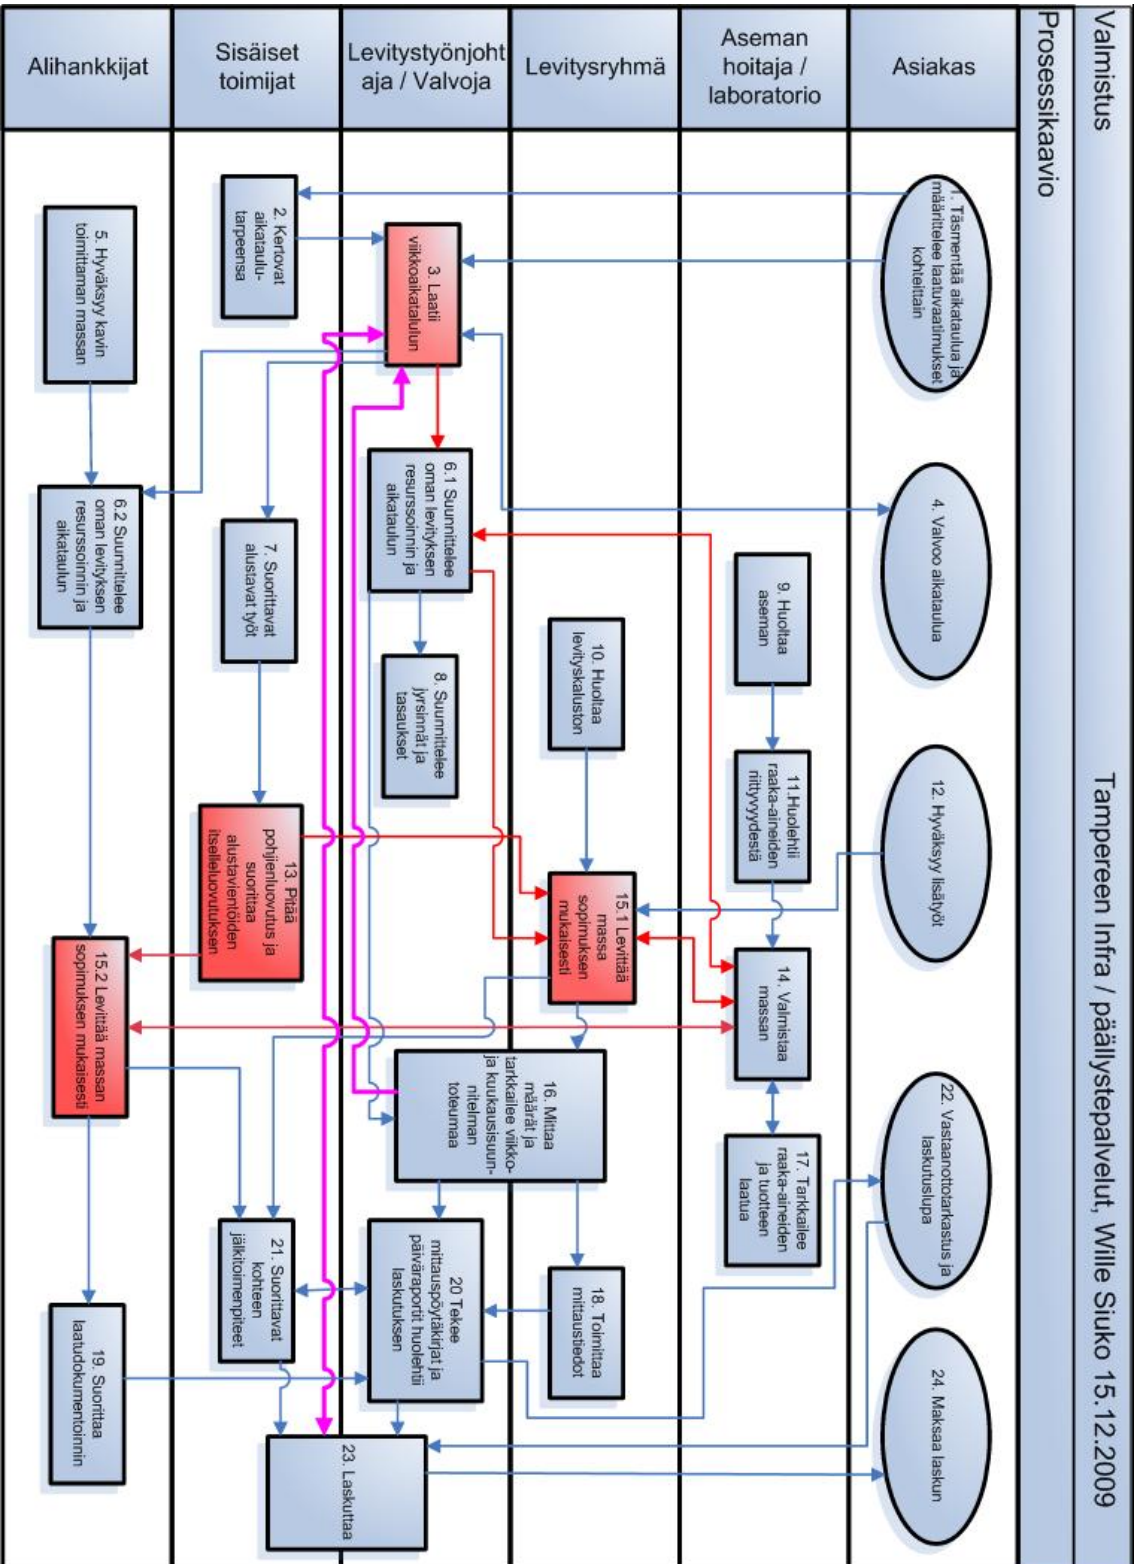 Valmistus
Tampereen Infra / päällystepalvelut, Wille Siuko 15.12.2009
Prosessikaavio
Asiakas
Aseman
hoitaja /
laboratorio
Levitysryhmä
Levitystyönjoht
aja / Valvoja
Sisäiset
toimijat
Alihankkijat
1. Täsmentää aikataulua ja
määrittelee laatuvaatimukset
kohteittain
4. Valvoo aikataulua
12. Hyväksyy lisätyöt
22. Vastaanottotarkastus ja
laskutuslupa
24. Maksaa laskun
9. Huoltaa
aseman
11.Huolehtii
raaka-aineiden
riittyvyydestä
14. Valmistaa
massan
17. Tarkkailee
raaka-aineiden
ja tuotteen
laatua
10. Huoltaa
levityskaluston
15.1 Levittää
massa
sopimuksen
mukaisesti
16. Mittaa
määrät ja
tarkkailee viikko-
ja kuukausisuun-
nitelman
toteumaa
18. Toimittaa
mittaustiedot
3. Laatii
viikkoaikatalulun
6.1 Suunnittelee
oman levityksen
resurssoinnin ja
aikataulun
8. Suunnittelee
jyrsinnät ja
tasaukset
20 Tekee
mittauspöytäkirjat ja
päiväraportit huolehtii
laskutuksen
23. Laskuttaa
2. Kertovat
aikataulu-
tarpeensa
7. Suorittavat
alustavat työt
13. Pitää
pohjienluovutus ja
suorittaa
alustavientöiden
itselleluovutuksen
21. Suorittavat
kohteen
jälkitoimenpiteet
5. Hyväksyy kavin
toimittaman massan
6.2 Suunnittelee
oman levityksen
resurssoinnin ja
aikataulun
15.2 Levittää massan
sopimuksen mukaisesti
19. Suorittaa
laatudokumentoinnin